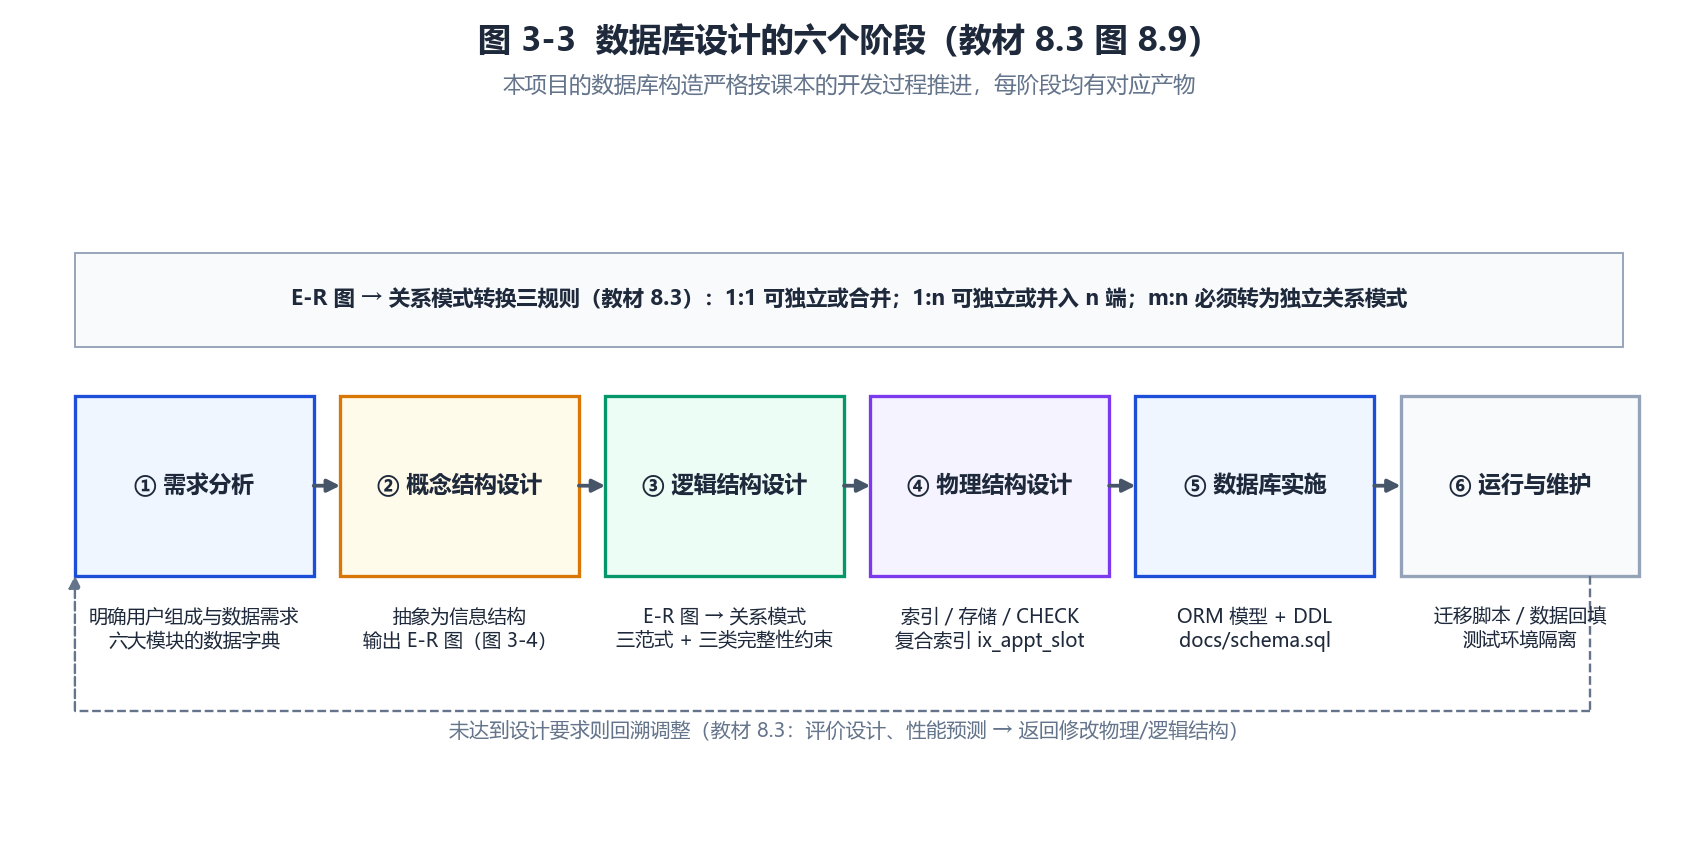 图 3-3 数据库设计的六个阶段（教材 8.3 图 8.9）
本项目的数据库构造严格按课本的开发过程推进，每阶段均有对应产物
E-R 图 → 关系模式转换三规则（教材 8.3）：1:1 可独立或合并；1:n 可独立或并入 n 端；m:n 必须转为独立关系模式
① 需求分析
② 概念结构设计
③ 逻辑结构设计
④ 物理结构设计
⑤ 数据库实施
⑥ 运行与维护
明确用户组成与数据需求
六大模块的数据字典
抽象为信息结构
输出 E-R 图（图 3-4）
E-R 图 → 关系模式
三范式 + 三类完整性约束
索引 / 存储 / CHECK
复合索引 ix_appt_slot
ORM 模型 + DDL
docs/schema.sql
迁移脚本 / 数据回填
测试环境隔离
未达到设计要求则回溯调整（教材 8.3：评价设计、性能预测 → 返回修改物理/逻辑结构）